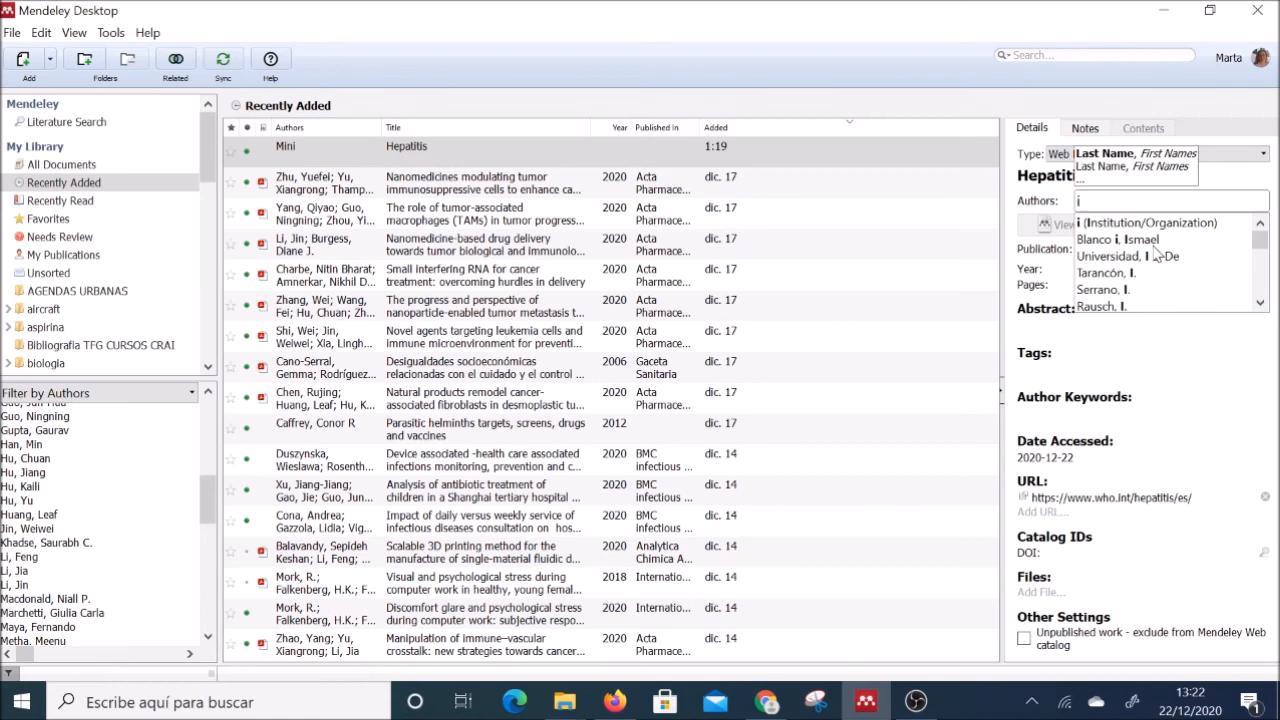 Mendeley Desktop
File Edit View Tools Help
Search...
Marta
Add Folders Related Sync Help
Mendeley
Literature Search
My Library
All Documents
Recently Added
Recently Read
Favorites
Needs Review
My Publications
Unsorted
AGENDAS URBANAS
aircraft
aspirina
Bibliografia TFG CURSOS CRAI
biologia
Filter by Authors
Guo, Ningning
Gupta, Gaurav
Han, Min
Hu, Chuan
Hu, Jiang
Hu, Kaili
Hu, Yu
Huang, Leaf
Jin, Weiwei
Khadse, Saurabh C.
Li, Feng
Li, Jia
Li, Jin
Macdonald, Niall P.
Marchetti, Giulia Carla
Maya, Fernando
Metha, Meenu
Recently Added
Authors Title Year Published In Added
Mini Hepatitis 1:19
Zhu, Yuefei; Yu, Nanomedicines modulating tumor 2020 Acta dic. 17
Xiangrong; Thamp... immunosuppressive cells to enhance ca... Pharmace...
Yang, Qiyao; Guo, The role of tumor-associated 2020 Acta dic. 17
Ningning; Zhou, Yi... macrophages (TAMs) in tumor progres... Pharmace...
Li, Jin; Burgess, Nanomedicine-based drug delivery 2020 Acta dic. 17
Diane J. towards tumor biological and immunolo... Pharmace...
Charbe, Nitin Bharat; Small interfering RNA for cancer 2020 Acta dic. 17
Amnerkar, Nikhil D... treatment: overcoming hurdles in delivery Pharmace...
Zhang, Wei; Wang, The progress and perspective of 2020 Acta dic. 17
Fei; Hu, Chuan; Hu... nanoparticle-enabled tumor metastasis t... Pharmace...
Shi, Wei; Jin, Novel agents targeting leukemia cells and 2020 Acta dic. 17
Weiwei; Xia, Lingh... immune microenvironment for preventi... Pharmace...
Cano-Serral, Desigualdades socioeconómicas 2006 Gaceta dic. 17
Gemma; Rodríguez... relacionadas con el cuidado y el control ... Sanitaria
Chen, Rujing; Natural products remodel cancer- 2020 Acta dic. 17
Huang, Leaf; Hu, K... associated fibroblasts in desmoplastic tu... Pharmace...
Caffrey, Conor R Parasitic helminths targets, screens, drugs 2012 dic. 17
and vaccines
Duszynska, Device associated -health care associated 2020 BMC dic. 14
Wieslawa; Rosenth... infections monitoring, prevention and c... infectious ...
Xu, Jiang-Jiang; Analysis of antibiotic treatment of 2020 BMC dic. 14
Gao, Jie; Guo, Jun... children in a Shanghai tertiary hospital ... infectious ...
Cona, Andrea; Impact of daily versus weekly service of 2020 BMC dic. 14
Gazzola, Lidia; Vig... infectious diseases consultation on hos... infectious ...
Balavandy, Sepideh Scalable 3D printing method for the 2020 Analytica dic. 14
Keshan; Li, Feng; ... manufacture of single-material fluidic d... Chimica A...
Mork, R.; Visual and psychological stress during 2018 Internatio... dic. 14
Falkenberg, H.K.; F... computer work in healthy, young femal...
Mork, R.; Discomfort glare and psychological stress 2020 Internatio... dic. 14
Falkenberg, H.K.; F... during computer work: subjective respo...
Zhao, Yang; Yu, Manipulation of immune–vascular 2020 Acta dic. 14
Xiangrong; Li, Jia crosstalk: new strategies towards cancer... Pharmace...
Details Notes Contents
Type: Web
Last Name, First Names
Last Name, First Names
...
Hepatiti
Authors: i
View
i (Institution/Organization)
Blanco i, Ismael
Universidad, I De
Tarancón, I.
Serrano, I.
Rausch, I.
Publication:
Year:
Pages:
Abstract:
Tags:
Author Keywords:
Date Accessed:
2020-12-22
URL:
https://www.who.int/hepatitis/es/
Add URL...
Catalog IDs
DOI:
Files:
Add File...
Other Settings
Unpublished work - exclude from Mendeley Web
catalog
Escribe aquí para buscar
13:22
22/12/2020
1